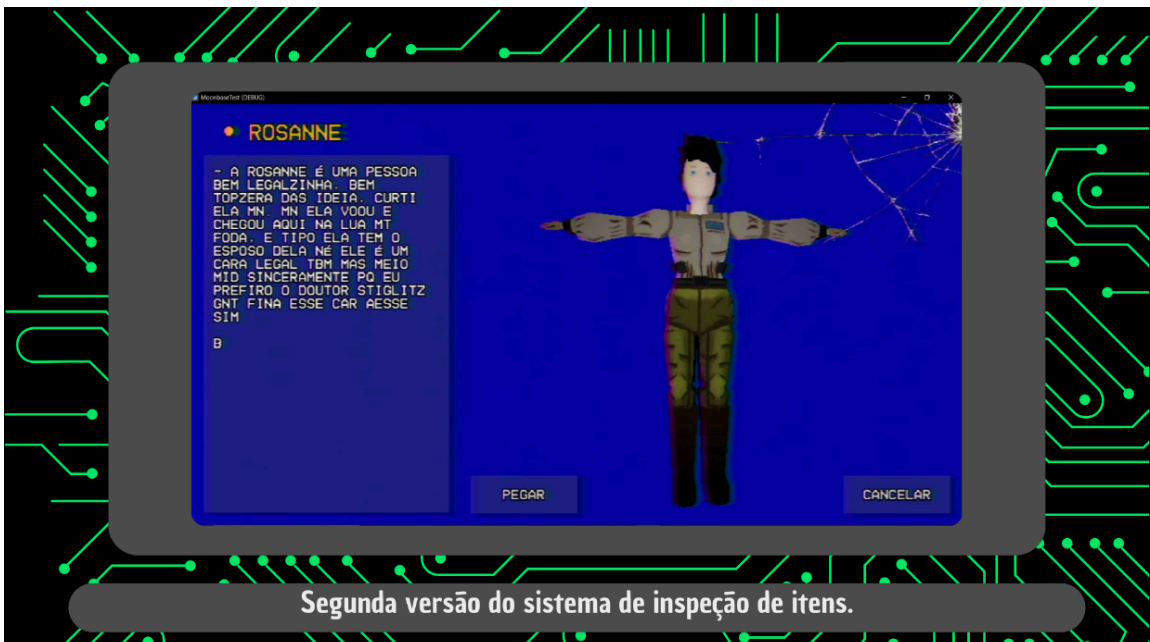 MoonbaseTest (DEBUG)
ROSANNE
- A ROSANNE É UMA PESSOA
BEM LEGALZINHA. BEM
TOPZERA DAS IDEIA. CURTI
ELA MN. MN ELA VOOU E
CHEGOU AQUI NA LUA MT
FODA. E TIPO ELA TEM O
ESPOSO DELA NÉ ELE É UM
CARA LEGAL TBM MAS MEIO
MID SINCERAMENTE PQ EU
PREFIRO O DOUTOR STIGLITZ
GNT FINA ESSE CAR AESSE
SIM
B
PEGAR
CANCELAR
Segunda versão do sistema de inspeção de itens.